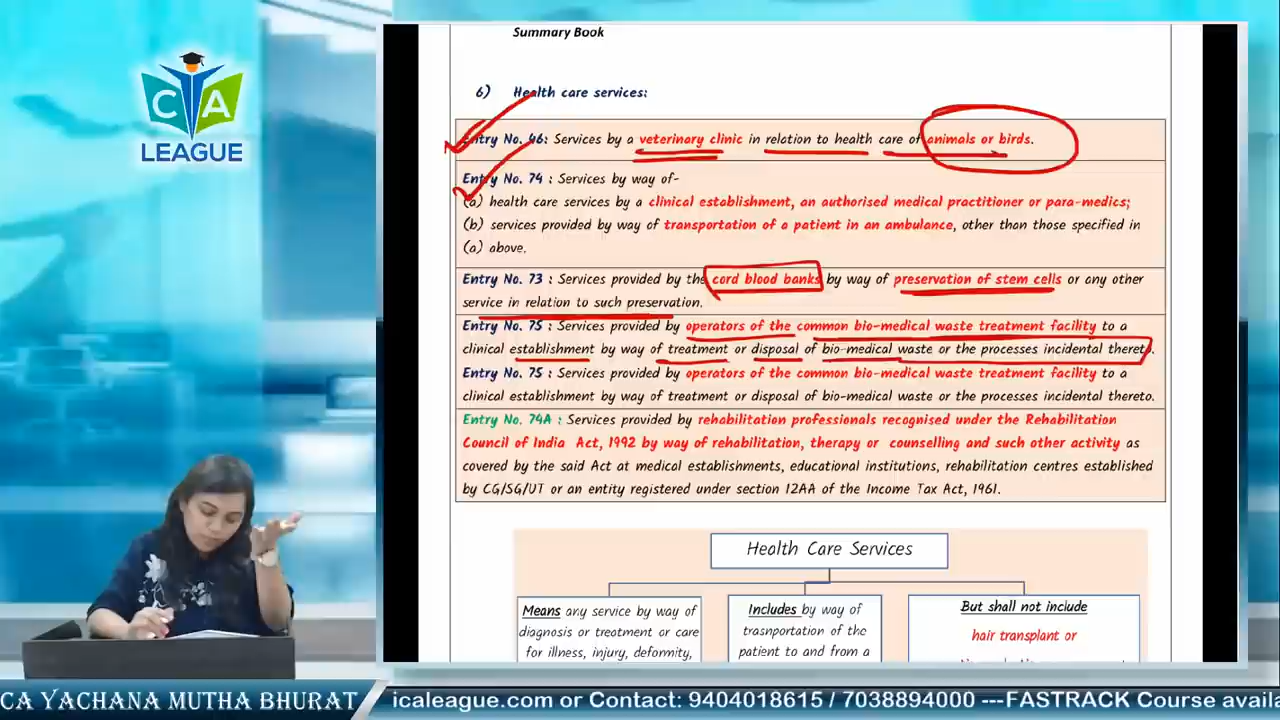 Summary Book
6) Health care services:
Entry No. 46: Services by a veterinary clinic in relation to health care of animals or birds.
Entry No. 74 : Services by way of-
(a) health care services by a clinical establishment, an authorised medical practitioner or para-medics;
(b) services provided by way of transportation of a patient in an ambulance, other than those specified in
(a) above.
Entry No. 73 : Services provided by the cord blood banks by way of preservation of stem cells or any other
service in relation to such preservation.
Entry No. 75 : Services provided by operators of the common bio-medical waste treatment facility to a
clinical establishment by way of treatment or disposal of bio-medical waste or the processes incidental thereto.
Entry No. 75 : Services provided by operators of the common bio-medical waste treatment facility to a
clinical establishment by way of treatment or disposal of bio-medical waste or the processes incidental thereto.
Entry No. 74A : Services provided by rehabilitation professionals recognised under the Rehabilitation
Council of India Act, 1992 by way of rehabilitation, therapy or counselling and such other activity as
covered by the said Act at medical establishments, educational institutions, rehabilitation centres established
by CG/SG/UT or an entity registered under section 12AA of the Income Tax Act, 1961.
Health Care Services
Means any service by way of
diagnosis or treatment or care
for illness, injury, deformity,
Includes by way of
trasnportation of the
patient to and from a
But shall not include
hair transplant or
CA
LEAGUE
CA YACHANA MUTHA BHURAT
icaleague.com or Contact: 9404018615 / 7038894000 ---FASTRACK Course availa